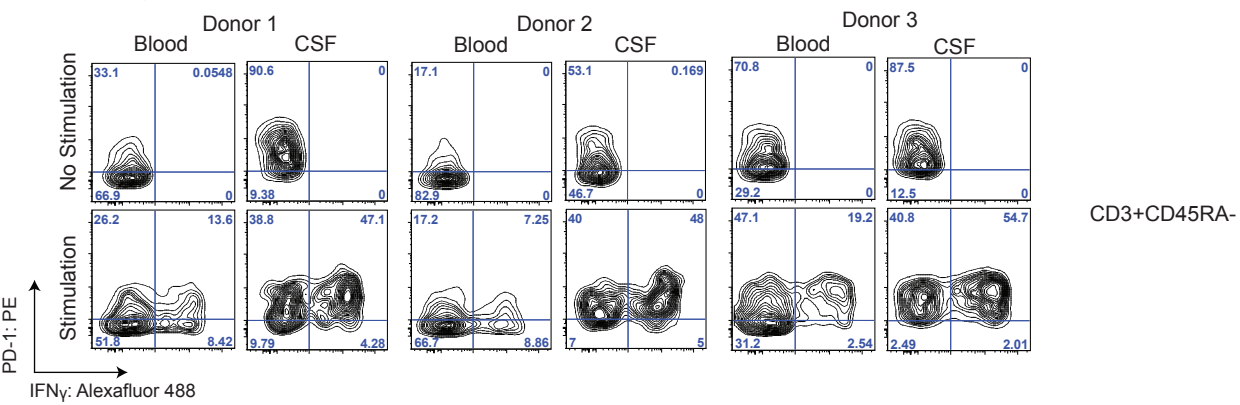 Donor 1 Donor 2 Donor 3
Blood CSF Blood CSF Blood CSF
No Stimulation
33.1 0.0548 90.6 0 17.1 0 53.1 0.169 70.8 0 87.5 0
66.9 0 9.38 0 82.9 0 46.7 0 29.2 0 12.5 0
Stimulation
26.2 13.6 38.8 47.1 17.2 7.25 40 48 47.1 19.2 40.8 54.7
51.8 8.42 9.79 4.28 66.7 8.86 7 5 31.2 2.54 2.49 2.01
CD3+CD45RA-
PD-1: PE
IFNγ: Alexafluor 488